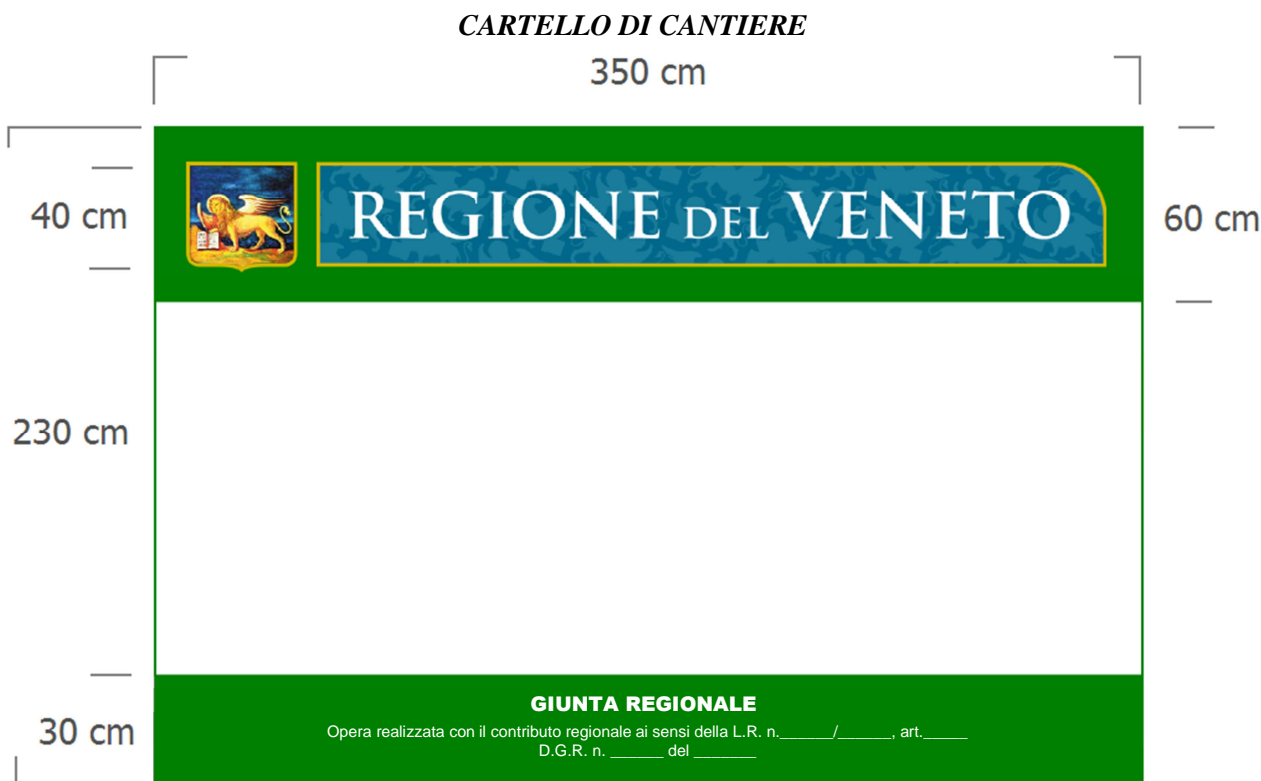 CARTELLO DI CANTIERE
350 cm
40 cm
REGIONE DEL VENETO
60 cm
230 cm
GIUNTA REGIONALE
Opera realizzata con il contributo regionale ai sensi della L.R. n.______/______, art._____
30 cm
D.G.R. n. ______ del _______